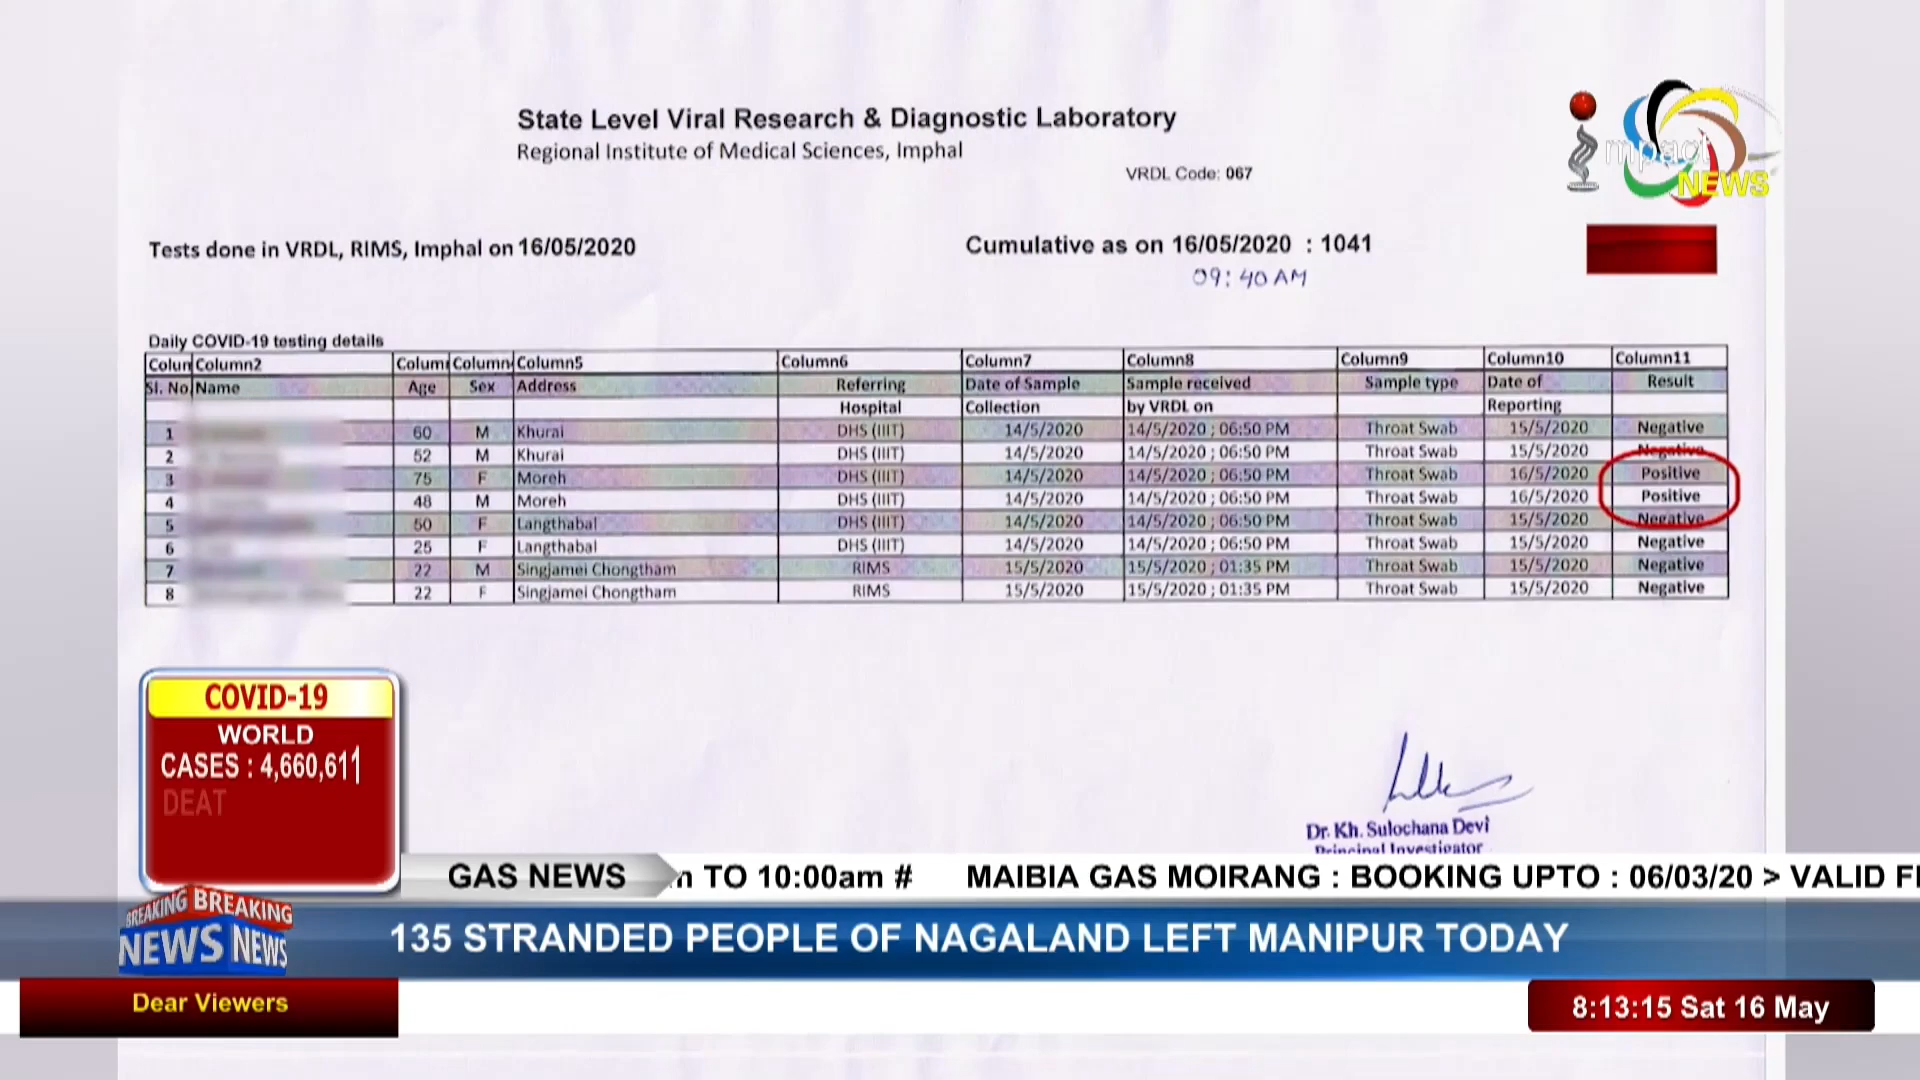 State Level Viral Research & Diagnostic Laboratory
Regional Institute of Medical Sciences, Imphal
VRDL Code: 067
impact
NEWS
Tests done in VRDL, RIMS, Imphal on 16/05/2020
Cumulative as on 16/05/2020 : 1041
09:40 AM
Daily COVID-19 testing details
Colun Column2 Colum Column Column5 Column6 Column7 Column8 Column9 Column10 Column11
Sl. No Name Age Sex Address Referring Date of Sample Sample received Sample type Date of Result
Hospital Collection by VRDL on Reporting
1 60 M Khurai DHS (IIIT) 14/5/2020 14/5/2020 ; 06:50 PM Throat Swab 15/5/2020 Negative
2 52 M Khurai DHS (IIIT) 14/5/2020 14/5/2020 ; 06:50 PM Throat Swab 15/5/2020 Negative
3 75 F Moreh DHS (IIIT) 14/5/2020 14/5/2020 ; 06:50 PM Throat Swab 16/5/2020 Positive
4 48 M Moreh DHS (IIIT) 14/5/2020 14/5/2020 ; 06:50 PM Throat Swab 16/5/2020 Positive
5 50 F Langthabal DHS (IIIT) 14/5/2020 14/5/2020 ; 06:50 PM Throat Swab 15/5/2020 Negative
6 25 F Langthabal DHS (IIIT) 14/5/2020 14/5/2020 ; 06:50 PM Throat Swab 15/5/2020 Negative
7 22 M Singjamei Chongtham RIMS 15/5/2020 15/5/2020 ; 01:35 PM Throat Swab 15/5/2020 Negative
8 22 F Singjamei Chongtham RIMS 15/5/2020 15/5/2020 ; 01:35 PM Throat Swab 15/5/2020 Negative
COVID-19
WORLD
CASES : 4,660,611
DEAT
Dr. Kh. Sulochana Devi
Principal Investigator
GAS NEWS
m TO 10:00am # MAIBIA GAS MOIRANG : BOOKING UPTO : 06/03/20 > VALID F
BREAKING BREAKING
NEWS NEWS
135 STRANDED PEOPLE OF NAGALAND LEFT MANIPUR TODAY
Dear Viewers
8:13:15 Sat 16 May